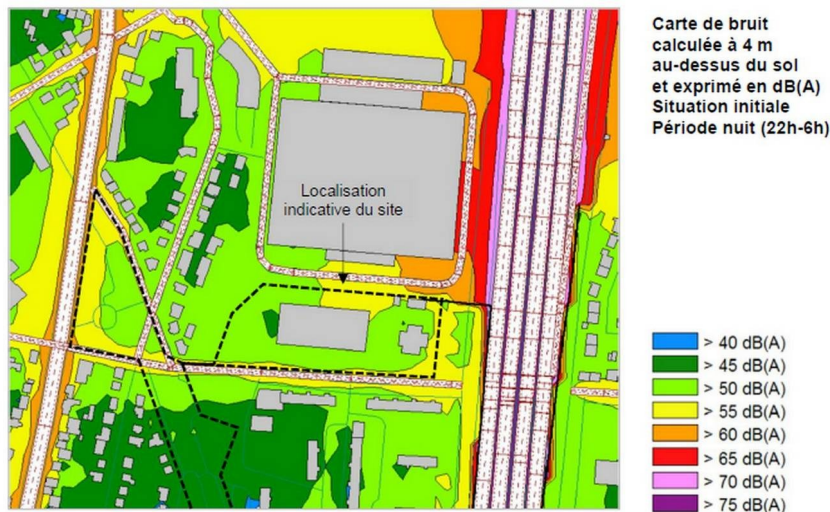 Carte de bruit
calculée à 4 m
au-dessus du sol
et exprimé en dB(A)
Situation initiale
Période nuit (22h-6h)
Localisation
indicative du site
> 40 dB(A)
> 45 dB(A)
> 50 dB(A)
> 55 dB(A)
> 60 dB(A)
> 65 dB(A)
> 70 dB(A)
> 75 dB(A)